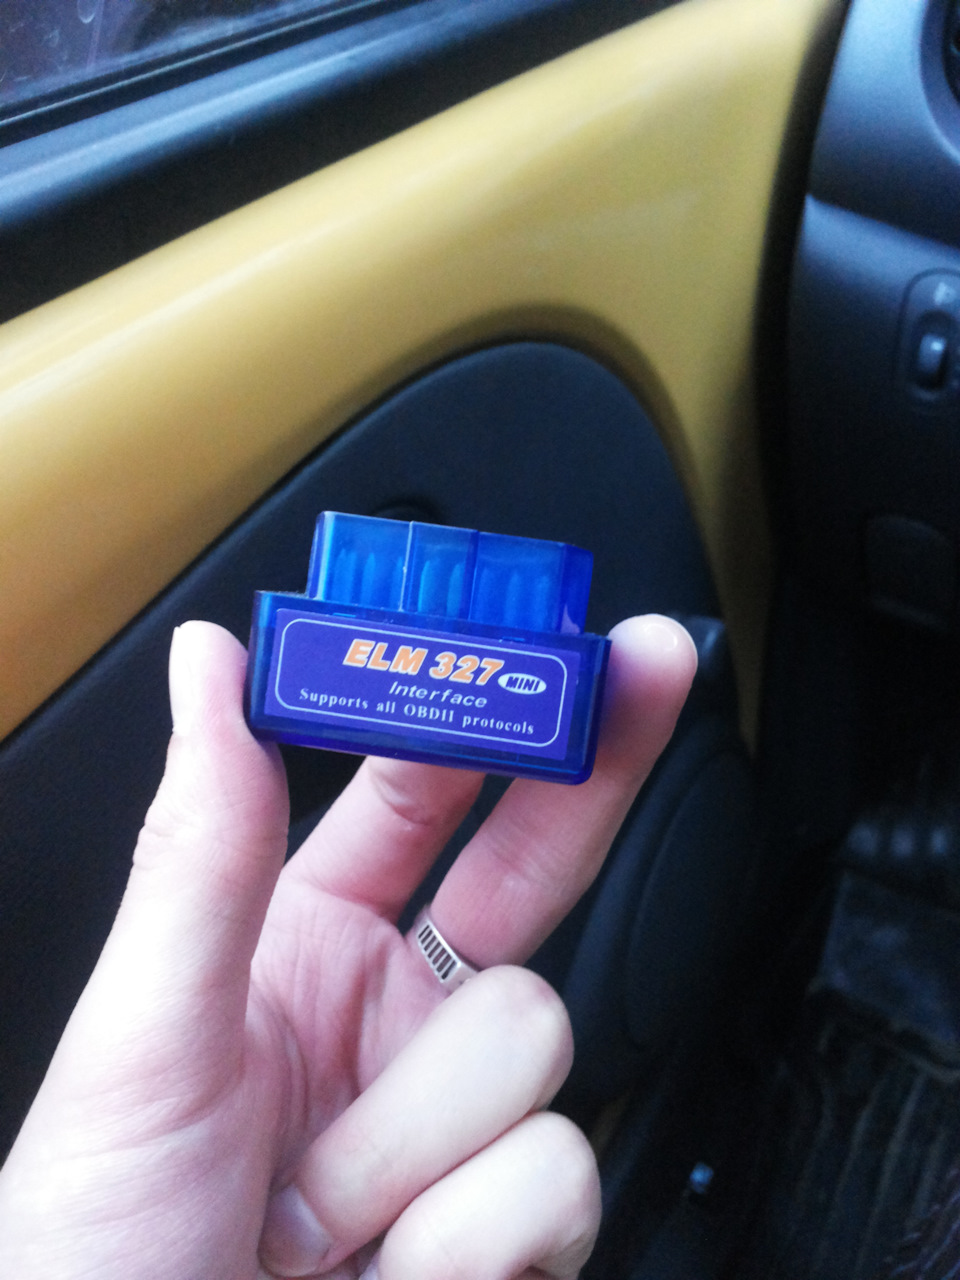 ELM 327 MINI
Interface
Supports all OBDII protocols